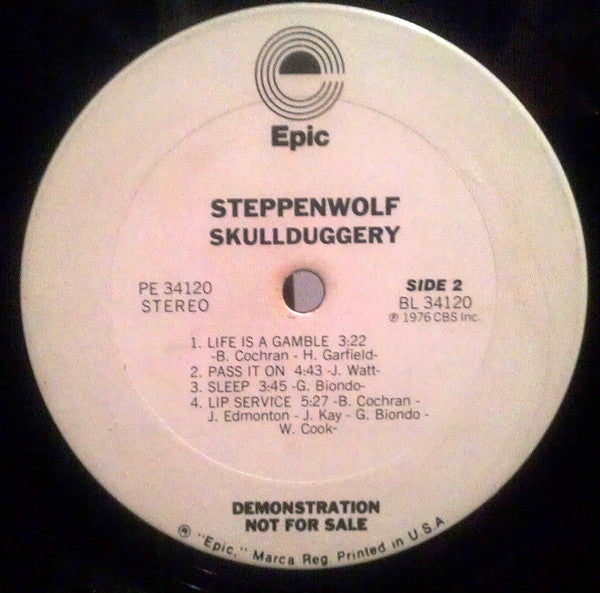 Epic
STEPPENWOLF
SKULLDUGGERY
PE 34120
STEREO
SIDE 2
BL 34120
℗ 1976 CBS Inc.
1. LIFE IS A GAMBLE 3:22
-B. Cochran - H. Garfield-
2. PASS IT ON 4:43 -J. Watt-
3. SLEEP 3:45 -G. Biondo-
4. LIP SERVICE 5:27 -B. Cochran -
J. Edmonton - J. Kay - G. Biondo -
W. Cook-
DEMONSTRATION
NOT FOR SALE
® "Epic," Marca Reg. Printed in U.S.A.